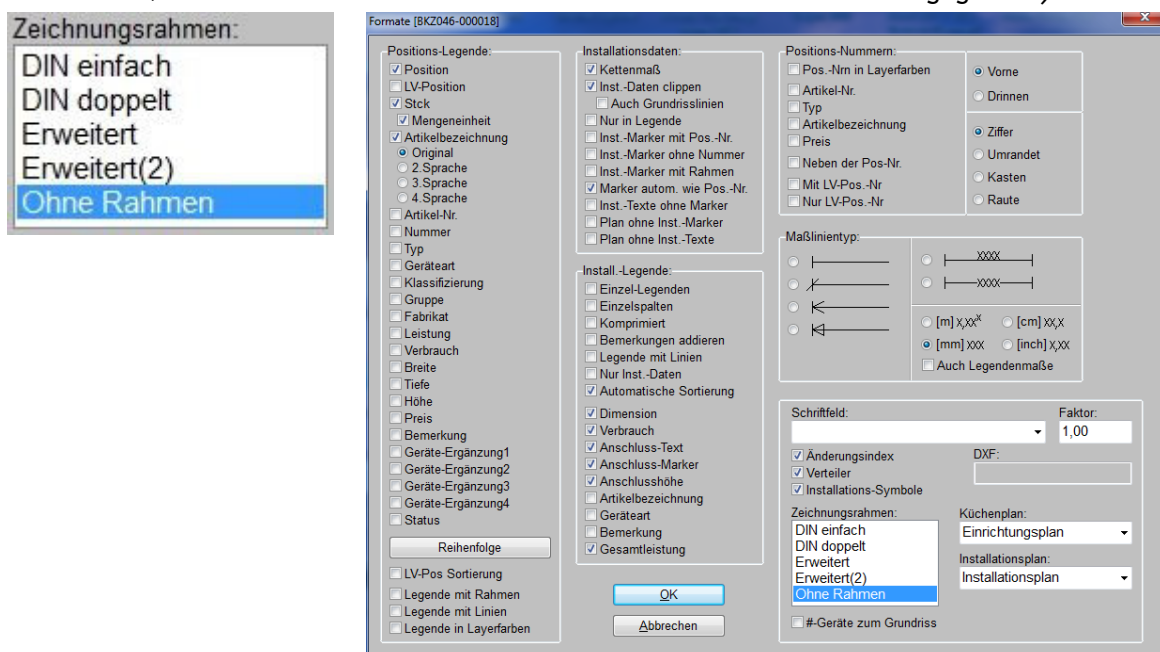 Zeichnungsrahmen:
DIN einfach
DIN doppelt
Erweitert
Erweitert(2)
Ohne Rahmen
Formate [BKZ046-000018]
Positions-Legende:
Position
LV-Position
Stck
Mengeneinheit
Artikelbezeichnung
Original
2.Sprache
3.Sprache
4.Sprache
Artikel-Nr.
Nummer
Typ
Geräteart
Klassifizierung
Gruppe
Fabrikat
Leistung
Verbrauch
Breite
Tiefe
Höhe
Preis
Bemerkung
Geräte-Ergänzung1
Geräte-Ergänzung2
Geräte-Ergänzung3
Geräte-Ergänzung4
Status
Reihenfolge
LV-Pos Sortierung
Legende mit Rahmen
Legende mit Linien
Legende in Layerfarben
Installationsdaten:
Kettenmaß
Inst.-Daten clippen
Auch Grundrisslinien
Nur in Legende
Inst.-Marker mit Pos.-Nr.
Inst.-Marker ohne Nummer
Inst.-Marker mit Rahmen
Marker autom. wie Pos.-Nr.
Inst.-Texte ohne Marker
Plan ohne Inst.-Marker
Plan ohne Inst.-Texte
Install.-Legende:
Einzel-Legenden
Einzelspalten
Komprimiert
Bemerkungen addieren
Legende mit Linien
Nur Inst.-Daten
Automatische Sortierung
Dimension
Verbrauch
Anschluss-Text
Anschluss-Marker
Anschlusshöhe
Artikelbezeichnung
Geräteart
Bemerkung
Gesamtleistung
OK
Abbrechen
Positions-Nummern:
Pos.-Nrn in Layerfarben
Artikel-Nr.
Typ
Artikelbezeichnung
Preis
Neben der Pos-Nr.
Mit LV-Pos.-Nr
Nur LV-Pos.-Nr
Vorne
Drinnen
Ziffer
Umrandet
Kasten
Raute
Maßlinientyp:
XXXX
XXXX
[m] X,XXX [cm] XX,X
[mm] XXX [inch] X,XX
Auch Legendenmaße
Schriftfeld: Faktor:
1,00
Änderungsindex DXF:
Verteiler
Installations-Symbole
Zeichnungsrahmen: Küchenplan:
DIN einfach
DIN doppelt
Erweitert
Erweitert(2)
Ohne Rahmen
Einrichtungsplan
Installationsplan:
Installationsplan
#-Geräte zum Grundriss